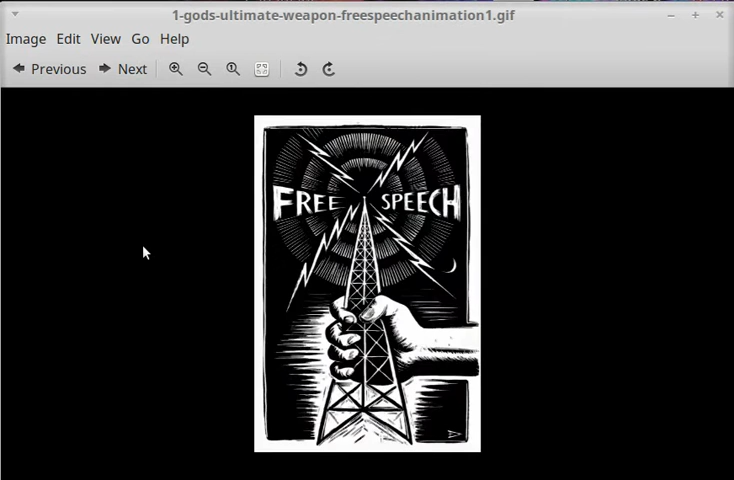 1-gods-ultimate-weapon-freespeechanimation1.gif
Image Edit View Go Help
Previous Next
FREE SPEECH